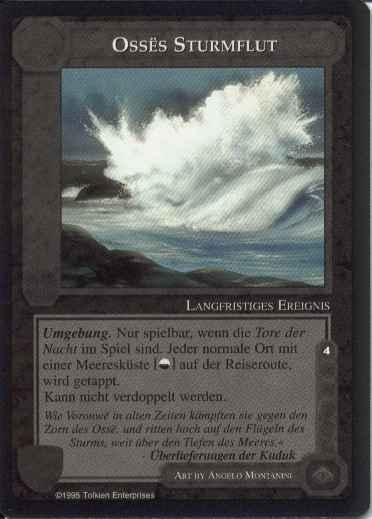 OSSËS STURMFLUT
LANGFRISTIGES EREIGNIS
Umgebung. Nur spielbar, wenn die Tore der
Nacht im Spiel sind. Jeder normale Ort mit
einer Meeresküste [ ] auf der Reiseroute,
wird getappt.
Kann nicht verdoppelt werden.
4
Wie Voronwë in alten Zeiten kämpften sie gegen den
Zorn des Ossë. und ritten hoch auf den Flügeln des
Sturms, weit über den Tiefen des Meeres.«
- Überlieferungen der Kuduk
ART BY ANGELO MONTANINI
©1995 Tolkien Enterprises